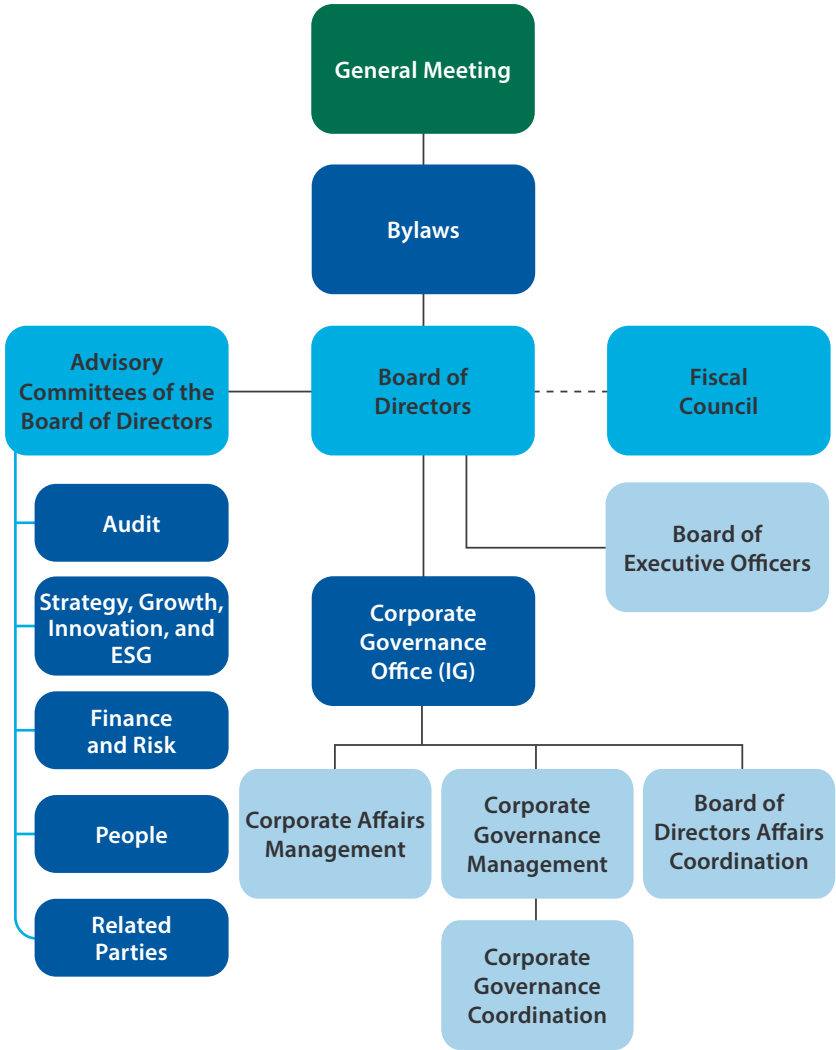 General Meeting
Bylaws
Advisory
Committees of the
Board of Directors
Board of
Directors
Fiscal
Council
Audit
Strategy, Growth,
Innovation, and
ESG
Finance
and Risk
People
Related
Parties
Board of
Executive Officers
Corporate
Governance
Office (IG)
Corporate Affairs
Management
Corporate
Governance
Management
Board of
Directors Affairs
Coordination
Corporate
Governance
Coordination